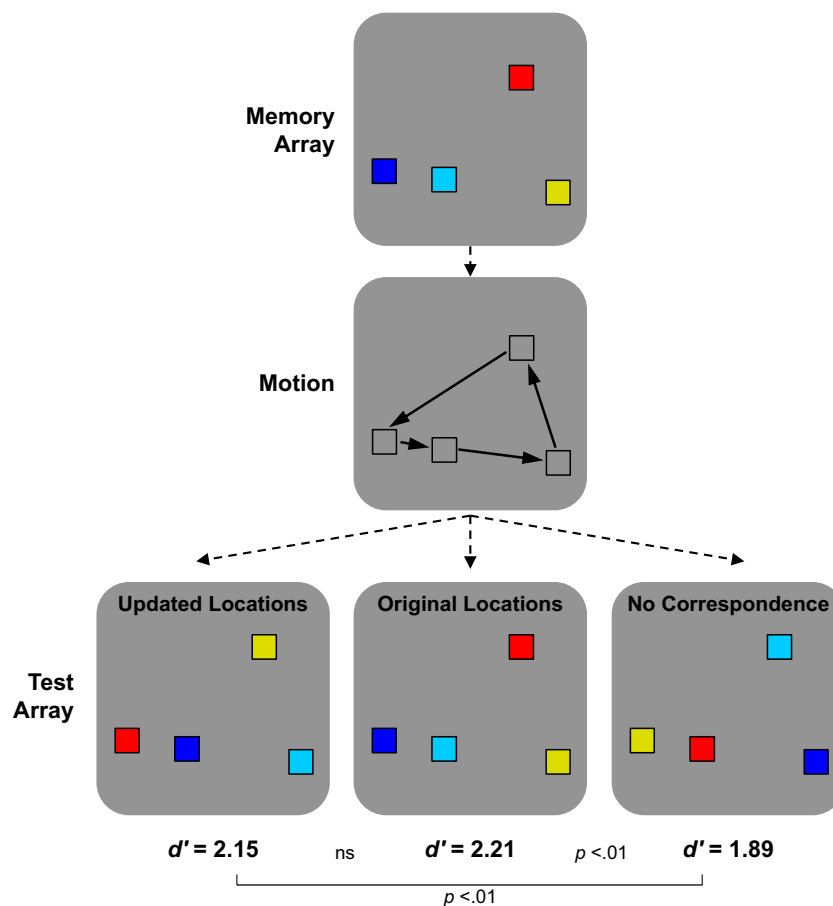 Memory
Array
Motion
Updated Locations
Original Locations
No Correspondence
Test
Array
d′ = 2.15
ns
d′ = 2.21
p <.01
d′ = 1.89
p <.01